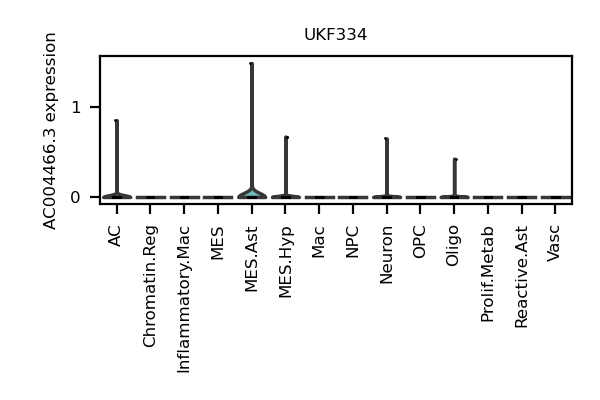 UKF334
AC004466.3 expression
1
0
AC
Chromatin.Reg
Inflammatory.Mac
MES
MES.Ast
MES.Hyp
Mac
NPC
Neuron
OPC
Oligo
Prolif.Metab
Reactive.Ast
Vasc